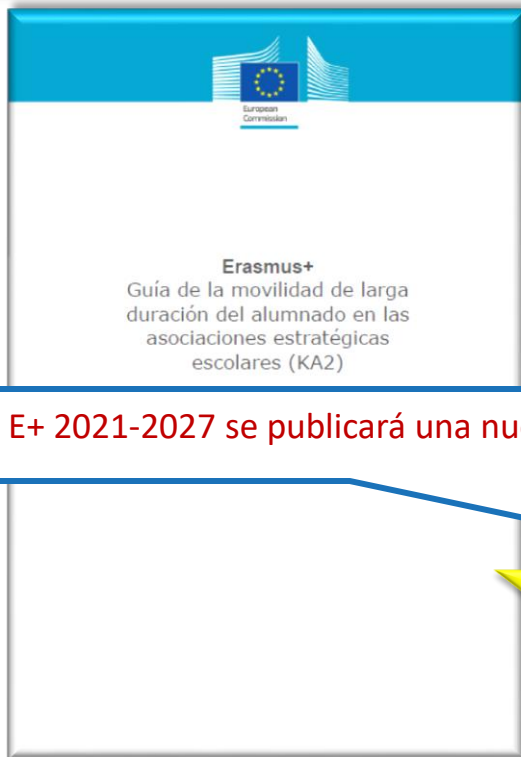 European
Commission
Erasmus+
Guía de la movilidad de larga
duración del alumnado en las
asociaciones estratégicas
escolares (KA2)
E+ 2021-2027 se publicará una nu